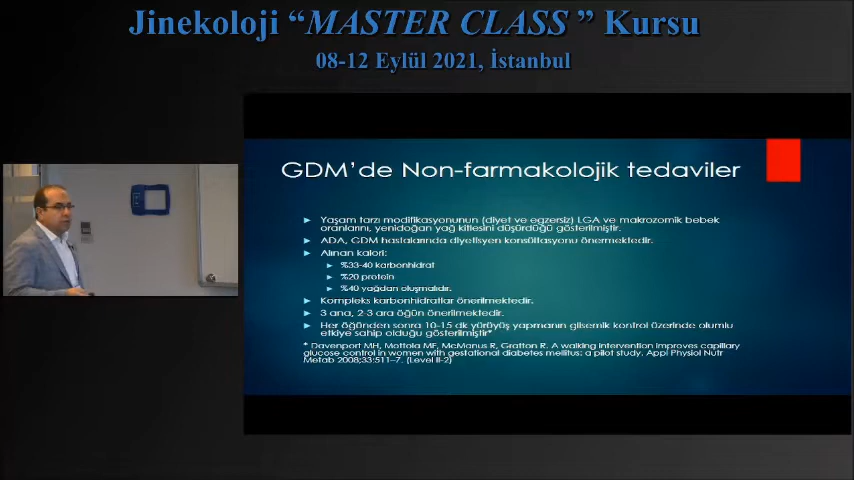 Jinekoloji “MASTER CLASS ” Kursu
08-12 Eylül 2021, İstanbul
GDM’de Non-farmakolojik tedaviler
Yaşam tarzı modifikasyonunun (diyet ve egzersiz) LGA ve makrozomik bebek
oranlarını, yenidoğan yağ kitlesini düşürdüğü gösterilmiştir.
ADA, GDM hastalarında diyetisyen konsültasyonu önermektedir.
Alınan kalori:
%33-40 karbonhidrat
%20 protein
%40 yağdan oluşmalıdır.
Kompleks karbonhidratlar önerilmektedir.
3 ana, 2-3 ara öğün önerilmektedir.
Her öğünden sonra 10-15 dk yürüyüş yapmanın glisemik kontrol üzerinde olumlu
etkiye sahip olduğu gösterilmiştir*
* Davenport MH, Mottola MF, McManus R, Gratton R. A walking intervention improves capillary
glucose control in women with gestational diabetes mellitus: a pilot study. Appl Physiol Nutr
Metab 2008;33:511–7. (Level II-2)